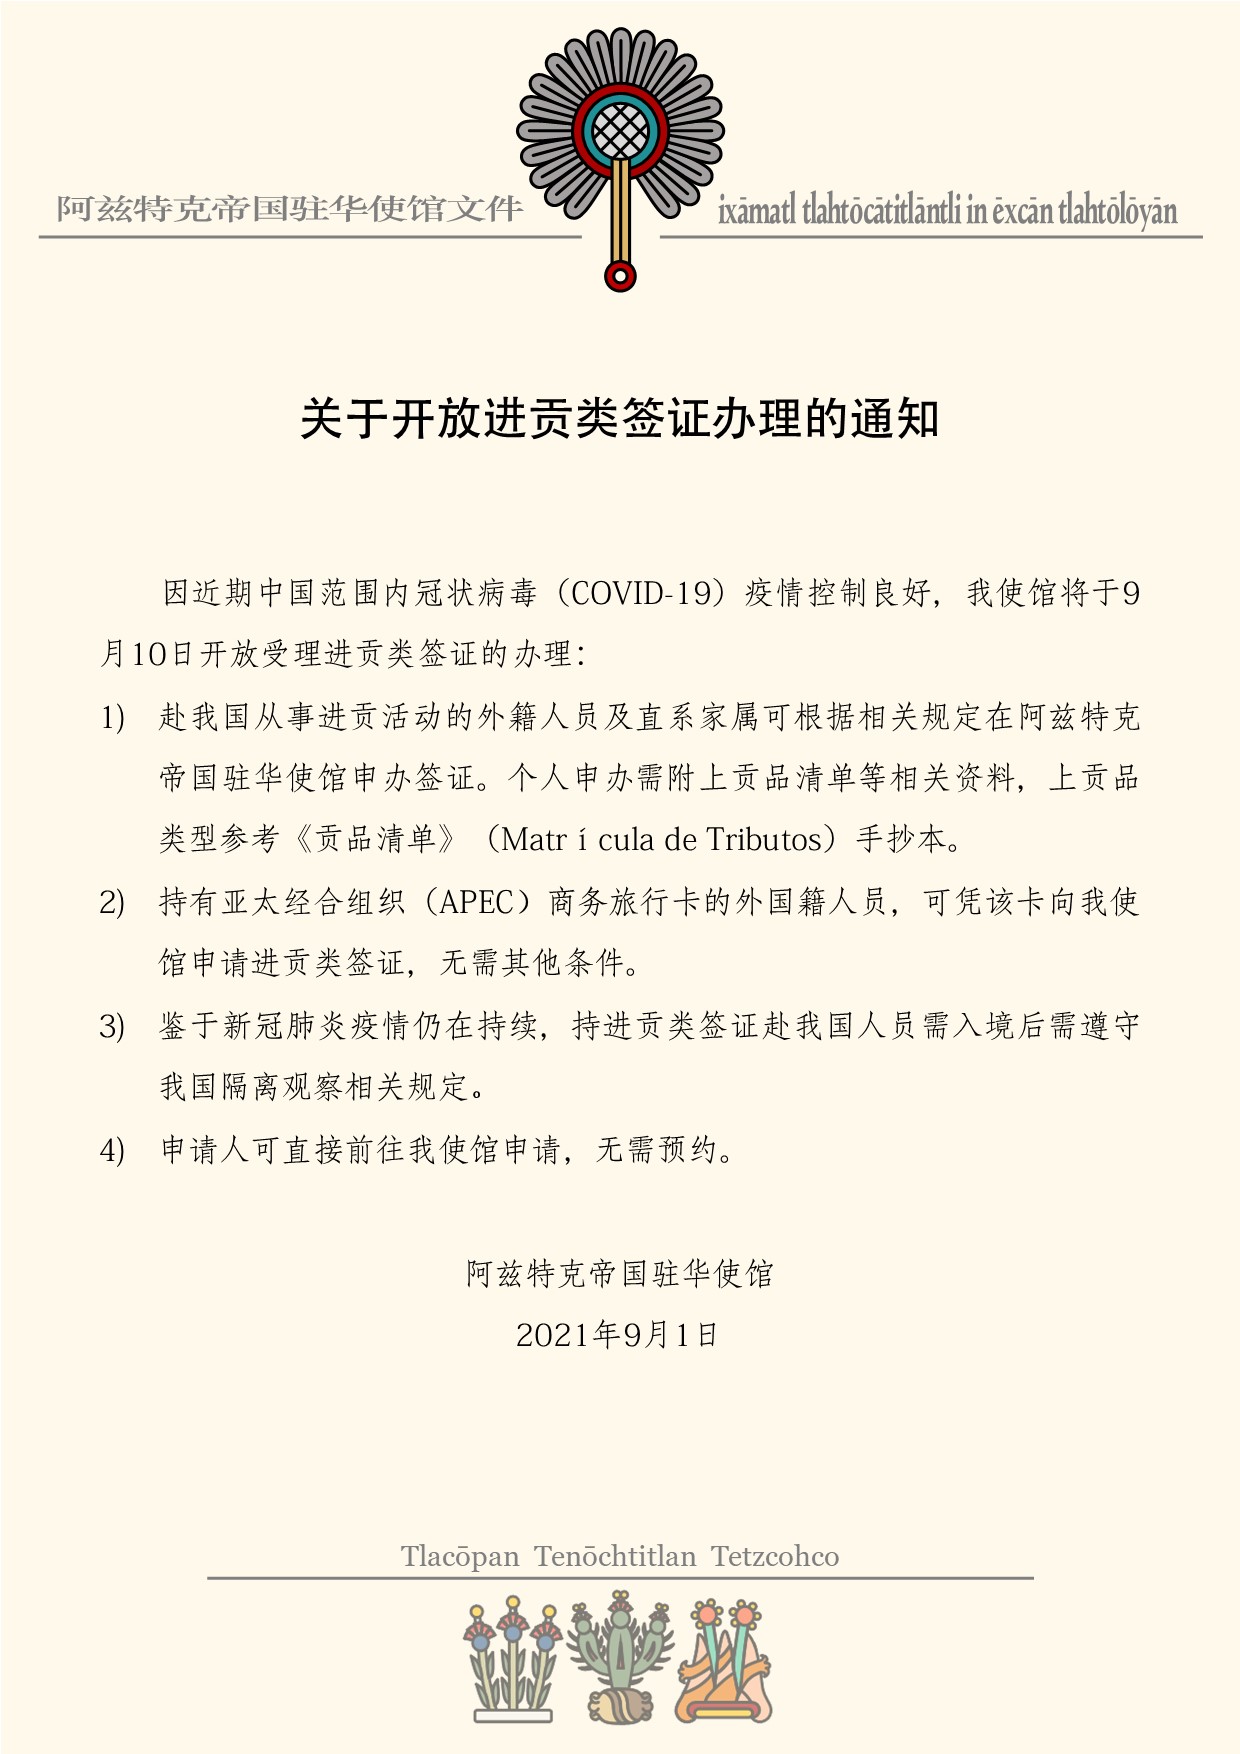 阿兹特克帝国驻华使馆文件
ixāmatl tlahtōcātitlāntli in ēxcān tlahtōlōyān
关于开放进贡类签证办理的通知
因近期中国范围内冠状病毒（COVID-19）疫情控制良好，我使馆将于9
月10日开放受理进贡类签证的办理：
1) 赴我国从事进贡活动的外籍人员及直系家属可根据相关规定在阿兹特克
帝国驻华使馆申办签证。个人申办需附上贡品清单等相关资料，上贡品
类型参考《贡品清单》（Matr í cula de Tributos）手抄本。
2) 持有亚太经合组织（APEC）商务旅行卡的外国籍人员，可凭该卡向我使
馆申请进贡类签证，无需其他条件。
3) 鉴于新冠肺炎疫情仍在持续，持进贡类签证赴我国人员需入境后需遵守
我国隔离观察相关规定。
4) 申请人可直接前往我使馆申请，无需预约。
阿兹特克帝国驻华使馆
2021年9月1日
Tlacōpan Tenōchtitlan Tetzcohco